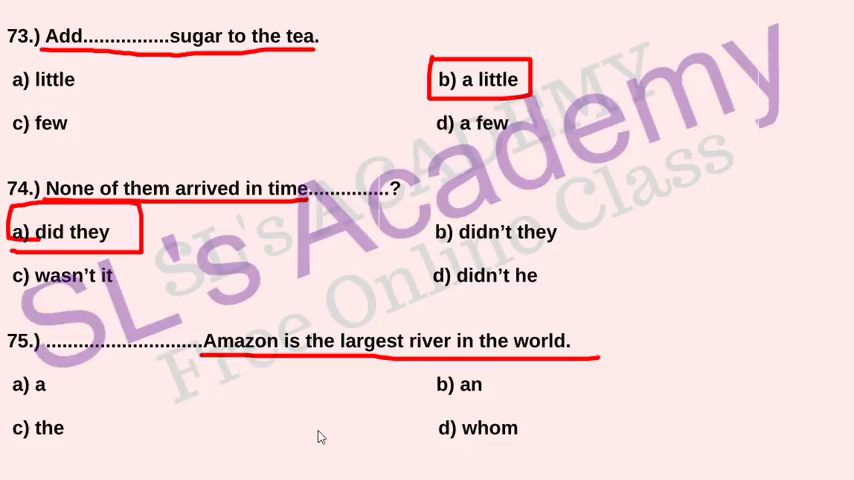 73.) Add................sugar to the tea.
a) little
b) a little
c) few
d) a few
74.) None of them arrived in time...............?
a) did they
b) didn't they
c) wasn't it
d) didn't he
75.) .............................Amazon is the largest river in the world.
a) a
b) an
c) the
d) whom
SL's Academy
SL's ACADEMY
Free Online Class